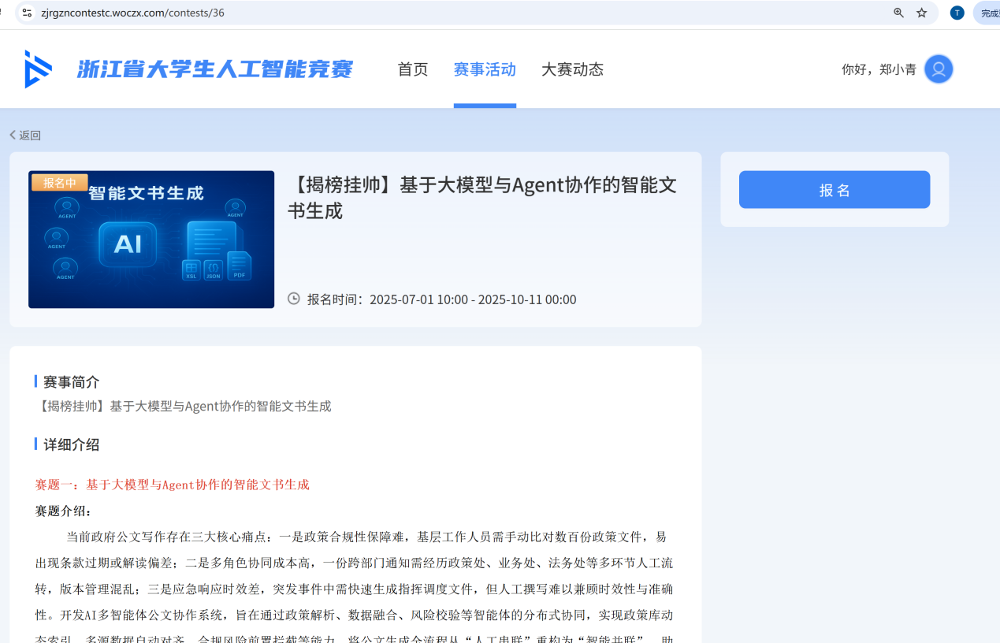 zjrgzncontestc.woczx.com/contests/36
T
完成
浙江省大学生人工智能竞赛
首页
赛事活动
大赛动态
你好，郑小青
返回
报名中
智能文书生成
AGENT
AGENT
AGENT
AGENT
AI
XSL
JSON
PDF
【揭榜挂帅】基于大模型与Agent协作的智能文
书生成
报名时间：2025-07-01 10:00 - 2025-10-11 00:00
报 名
赛事简介
【揭榜挂帅】基于大模型与Agent协作的智能文书生成
详细介绍
赛题一：基于大模型与Agent协作的智能文书生成
赛题介绍：
当前政府公文写作存在三大核心痛点：一是政策合规性保障难，基层工作人员需手动比对数百份政策文件，易
出现条款过期或解读偏差；二是多角色协同成本高，一份跨部门通知需经历政策处、业务处、法务处等多环节人工流
转，版本管理混乱；三是应急响应时效差，突发事件中需快速生成指挥调度文件，但人工撰写难以兼顾时效性与准确
性。开发AI多智能体公文协作系统，旨在通过政策解析、数据融合、风险校验等智能体的分布式协同，实现政策库动
态索引、多源数据自动对齐、合规风险前置拦截等能力，将公文生成全流程从“人工串联”重构为“智能并联”，助